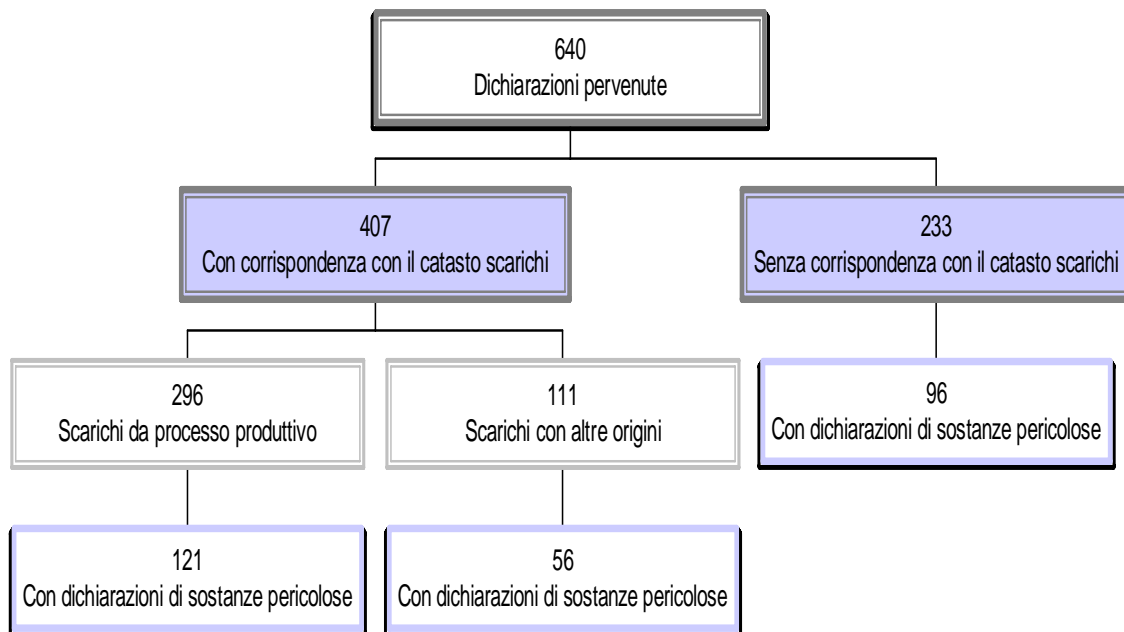 640
Dichiarazioni pervenute
407
Con corrispondenza con il catasto scarichi
233
Senza corrispondenza con il catasto scarichi
296
Scarichi da processo produttivo
111
Scarichi con altre origini
96
Con dichiarazioni di sostanze pericolose
121
Con dichiarazioni di sostanze pericolose
56
Con dichiarazioni di sostanze pericolose